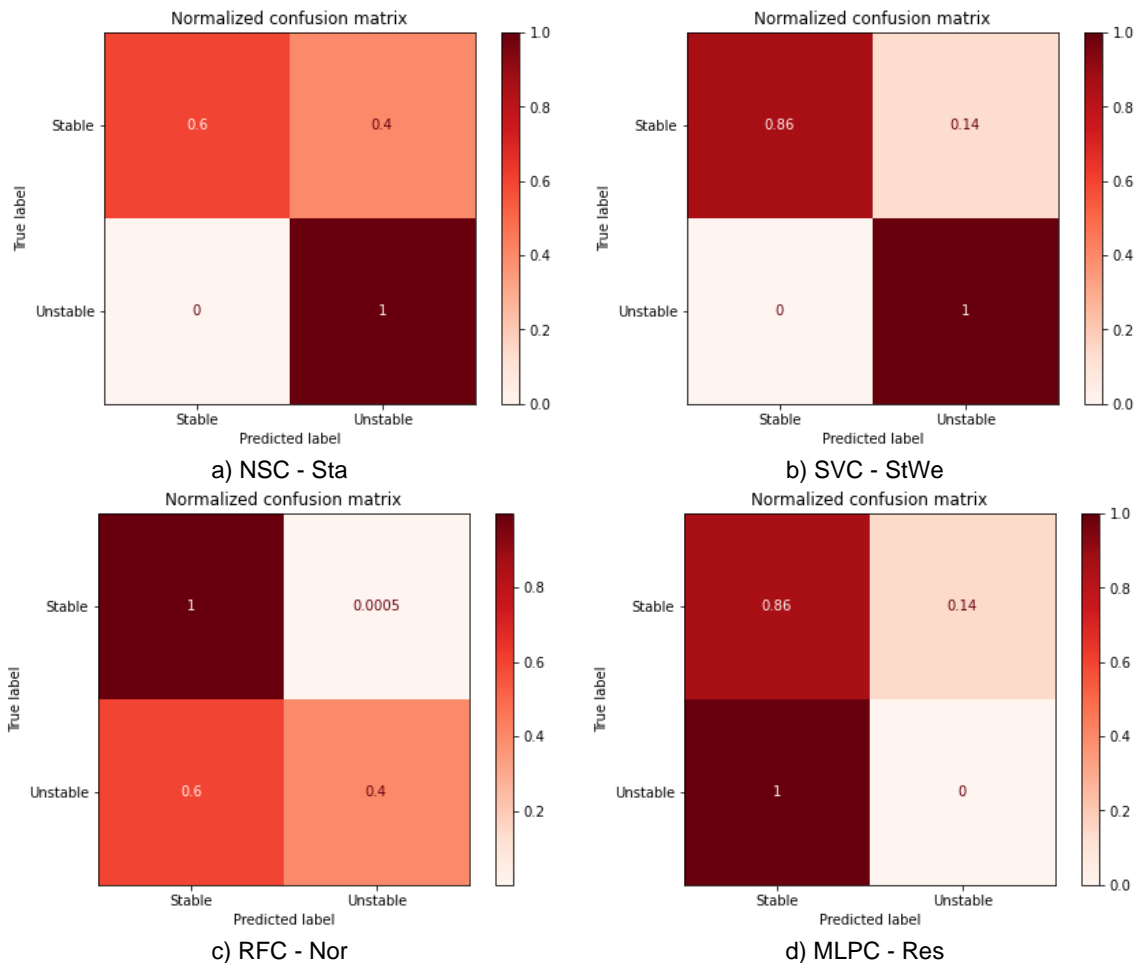 Normalized confusion matrix
Stable
Unstable
True label
0.6
0.4
0
1
Stable
Unstable
Predicted label
1.0
0.8
0.6
0.4
0.2
0.0
a) NSC - Sta
Normalized confusion matrix
Stable
Unstable
True label
0.86
0.14
0
1
Stable
Unstable
Predicted label
1.0
0.8
0.6
0.4
0.2
0.0
b) SVC - StWe
Normalized confusion matrix
Stable
Unstable
True label
1
0.0005
0.6
0.4
Stable
Unstable
Predicted label
0.8
0.6
0.4
0.2
c) RFC - Nor
Normalized confusion matrix
Stable
Unstable
True label
0.86
0.14
1
0
Stable
Unstable
Predicted label
1.0
0.8
0.6
0.4
0.2
0.0
d) MLPC - Res